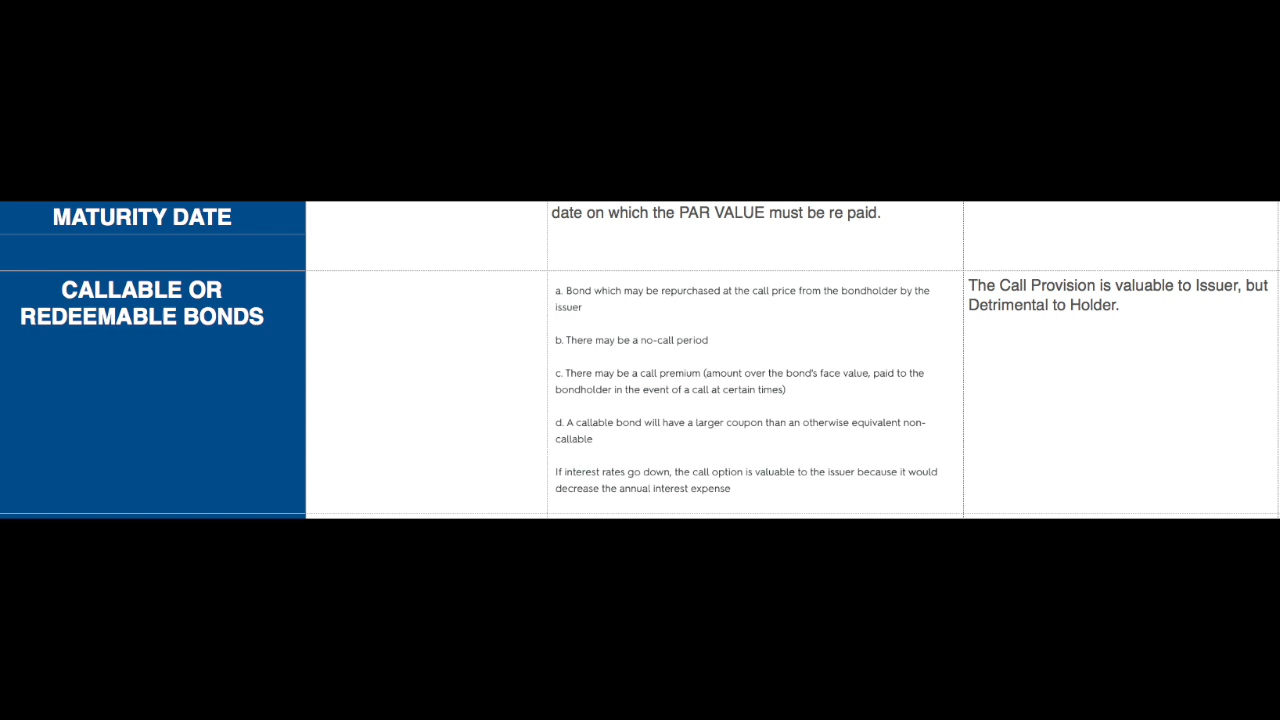 MATURITY DATE
date on which the PAR VALUE must be re paid.
CALLABLE OR
REDEEMABLE BONDS
a. Bond which may be repurchased at the call price from the bondholder by the
issuer
b. There may be a no-call period
c. There may be a call premium (amount over the bond's face value, paid to the
bondholder in the event of a call at certain times)
d. A callable bond will have a larger coupon than an otherwise equivalent non-
callable
If interest rates go down, the call option is valuable to the issuer because it would
decrease the annual interest expense
The Call Provision is valuable to Issuer, but
Detrimental to Holder.